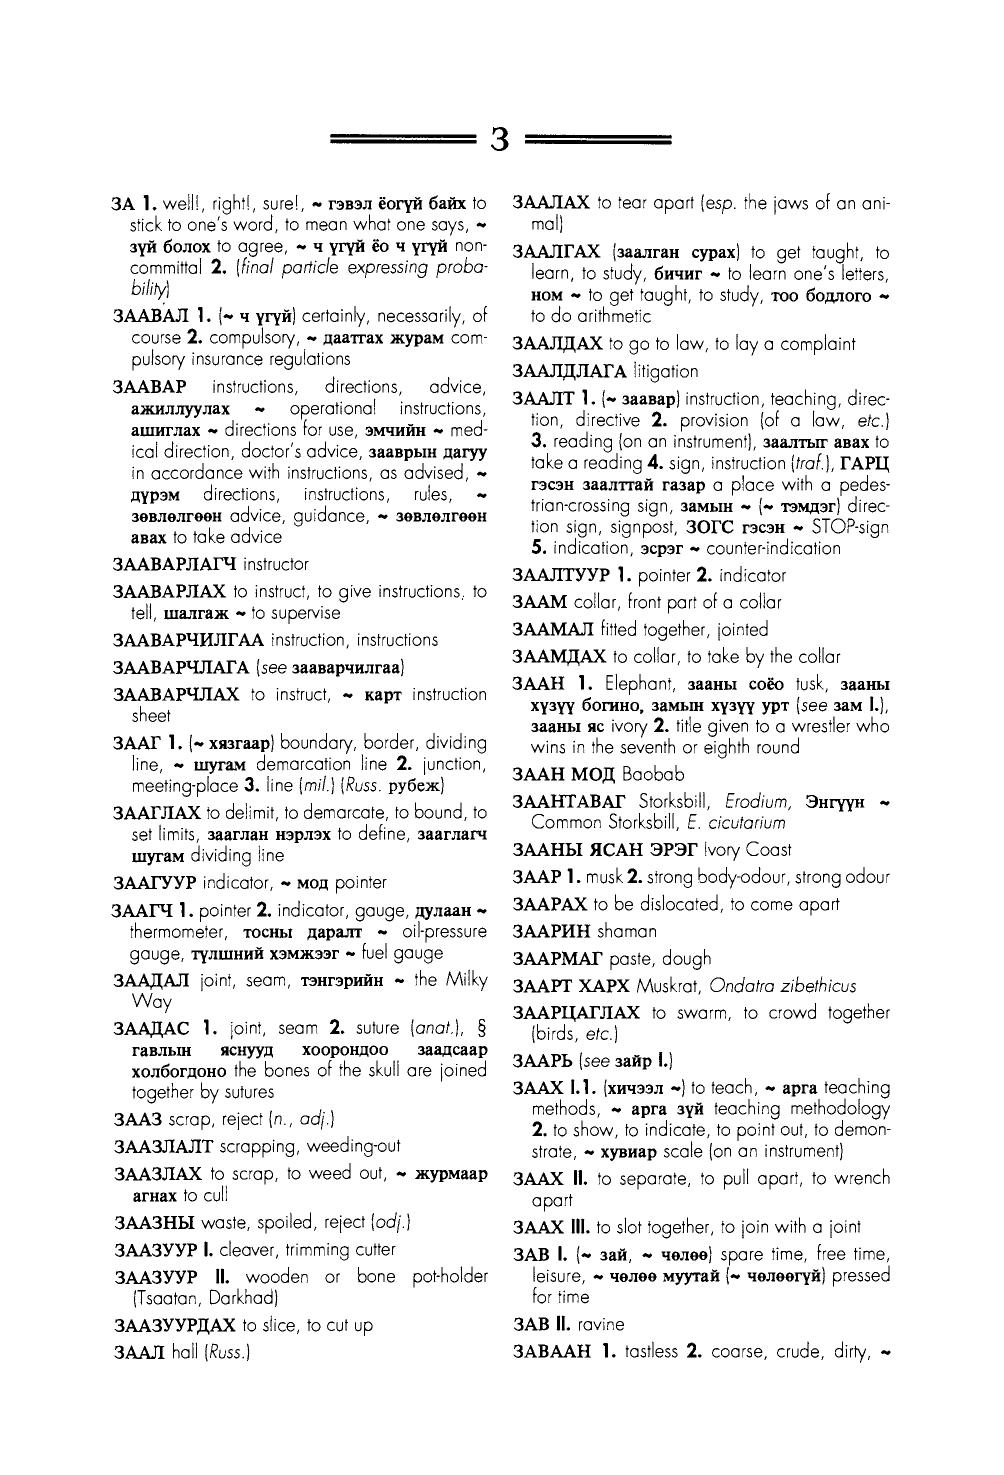 З
ЗА 1. well!, right!, sure!, ~ гэвэл ёогүй байх to
stick to one's word, to mean what one says, ~
зүй болох to agree, ~ ч үгүй ёо ч үгүй non-
committal 2. (final particle expressing proba-
bility)
ЗААВАЛ 1. (~ ч үгүй) certainly, necessarily, of
course 2. compulsory, ~ даатгах журам com-
pulsory insurance regulations
ЗААВАР instructions, directions, advice,
ажиллуулах ~ operational instructions,
ашиглах ~ directions for use, эмчийн ~ med-
ical direction, doctor's advice, зааврын дагуу
in accordance with instructions, as advised, ~
дүрэм directions, instructions, rules, ~
зөвлөлгөөн advice, guidance, ~ зөвлөлгөөн
авах to take advice
ЗААВАРЛАГЧ instructor
ЗААВАРЛАХ to instruct, to give instructions, to
tell, шалгаж ~ to supervise
ЗААВАРЧИЛГАА instruction, instructions
ЗААВАРЧЛАГА (see зааварчилгаа)
ЗААВАРЧЛАХ to instruct, ~ карт instruction
sheet
ЗААГ 1. (~ хязгаар) boundary, border, dividing
line, ~ шугам demarcation line 2. junction,
meeting-place 3. line (mil.) (Russ. рубеж)
ЗААГЛАХ to delimit, to demarcate, to bound, to
set limits, зааглан нэрлэх to define, зааглагч
шугам dividing line
ЗААГУУР indicator, ~ мод pointer
ЗААГЧ 1. pointer 2. indicator, gauge, дулаан ~
thermometer, тосны даралт ~ oil-pressure
gauge, түлшний хэмжээг ~ fuel gauge
ЗААДАЛ joint, seam, тэнгэрийн ~ the Milky
Way
ЗААДАС 1. joint, seam 2. suture (anat.), §
гавлын яснууд хоорондоо заадсаар
холбогдоно the bones of the skull are joined
together by sutures
ЗААЗ scrap, reject (n., adj.)
ЗААЗЛАЛТ scrapping, weeding-out
ЗААЗЛАХ to scrap, to weed out, ~ журмаар
агнах to cull
ЗААЗНЫ waste, spoiled, reject (adj.)
ЗААЗУУР I. cleaver, trimming cutter
ЗААЗУУР II. wooden or bone pot-holder
(Tsaatan, Darkhad)
ЗААЗУУРДАХ to slice, to cut up
ЗААЛ hall (Russ.)
ЗААЛАХ to tear apart (esp. the jaws of an ani-
mal)
ЗААЛГАХ (заалган сурах) to get taught, to
learn, to study, бичиг ~ to learn one's letters,
ном ~ to get taught, to study, тоо бодлого ~
to do arithmetic
ЗААЛДАХ to go to law, to lay a complaint
ЗААЛДЛАГА litigation
ЗААЛТ 1. (~ заавар) instruction, teaching, direc-
tion, directive 2. provision (of a law, etc.)
3. reading (on an instrument), заалтыг авах to
take a reading 4. sign, instruction (traf.), ГАРЦ
гэсэн заалттай газар a place with a pedes-
trian-crossing sign, замын ~ (~ тэмдэг) direc-
tion sign, signpost, ЗОГС гэсэн ~ STOP-sign
5. indication, эсрэг ~ counter-indication
ЗААЛТУУР 1. pointer 2. indicator
ЗААМ collar, front part of a collar
ЗААМАЛ fitted together, jointed
ЗААМДАХ to collar, to take by the collar
ЗААН 1. Elephant, зааны соёо tusk, зааны
хүзүү богино, замын хүзүү урт (see зам I.),
зааны яс ivory 2. title given to a wrestler who
wins in the seventh or eighth round
ЗААН МОД Baobab
ЗААНТАВАГ Storksbill, Erodium, Энгүүн ~
Common Storksbill, E. cicutarium
ЗААНЫ ЯСАН ЭРЭГ Ivory Coast
ЗААР 1. musk 2. strong body-odour, strong odour
ЗААРАХ to be dislocated, to come apart
ЗААРИН shaman
ЗААРМАГ paste, dough
ЗААРТ ХАРХ Muskrat, Ondatra zibethicus
ЗААРЦАГЛАХ to swarm, to crowd together
(birds, etc.)
ЗААРЬ (see зайр I.)
ЗААХ I.1. (хичээл ~) to teach, ~ арга teaching
methods, ~ арга зүй teaching methodology
2. to show, to indicate, to point out, to demon-
strate, ~ хувиар scale (on an instrument)
ЗААХ II. to separate, to pull apart, to wrench
apart
ЗААХ III. to slot together, to join with a joint
ЗАВ I. (~ зай, ~ чөлөө) spare time, free time,
leisure, ~ чөлөө муутай (~ чөлөөгүй) pressed
for time
ЗАВ II. ravine
ЗАВААН 1. tastless 2. coarse, crude, dirty, ~